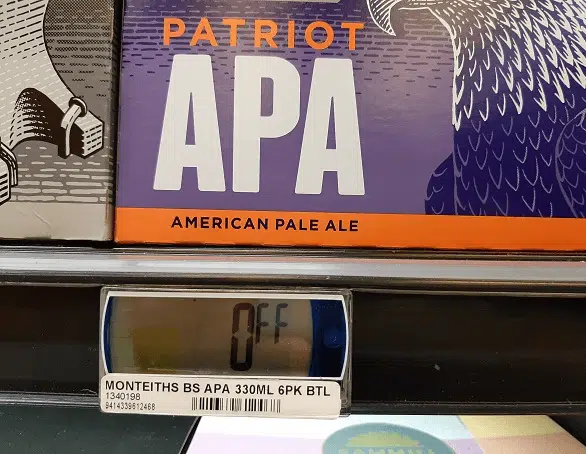 PATRIOT
APA
AMERICAN PALE ALE
OFF
MONTEITHS BS APA 330ML 6PK BTL
1340198
9414339612468